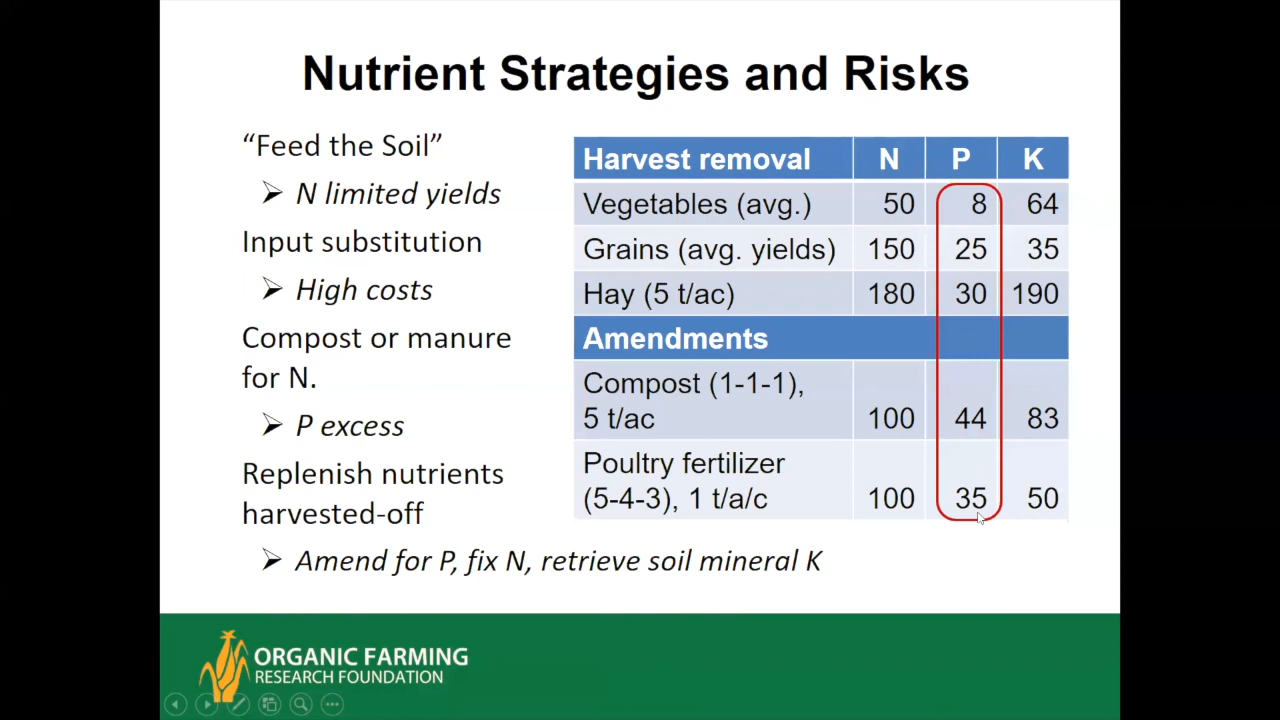 Nutrient Strategies and Risks
“Feed the Soil”
N limited yields
Input substitution
High costs
Compost or manure
for N.
P excess
Replenish nutrients
harvested-off
Amend for P, fix N, retrieve soil mineral K
Harvest removal N P K
Vegetables (avg.) 50 8 64
Grains (avg. yields) 150 25 35
Hay (5 t/ac) 180 30 190
Amendments
Compost (1-1-1),
5 t/ac 100 44 83
Poultry fertilizer
(5-4-3), 1 t/a/c 100 35 50
ORGANIC FARMING
RESEARCH FOUNDATION